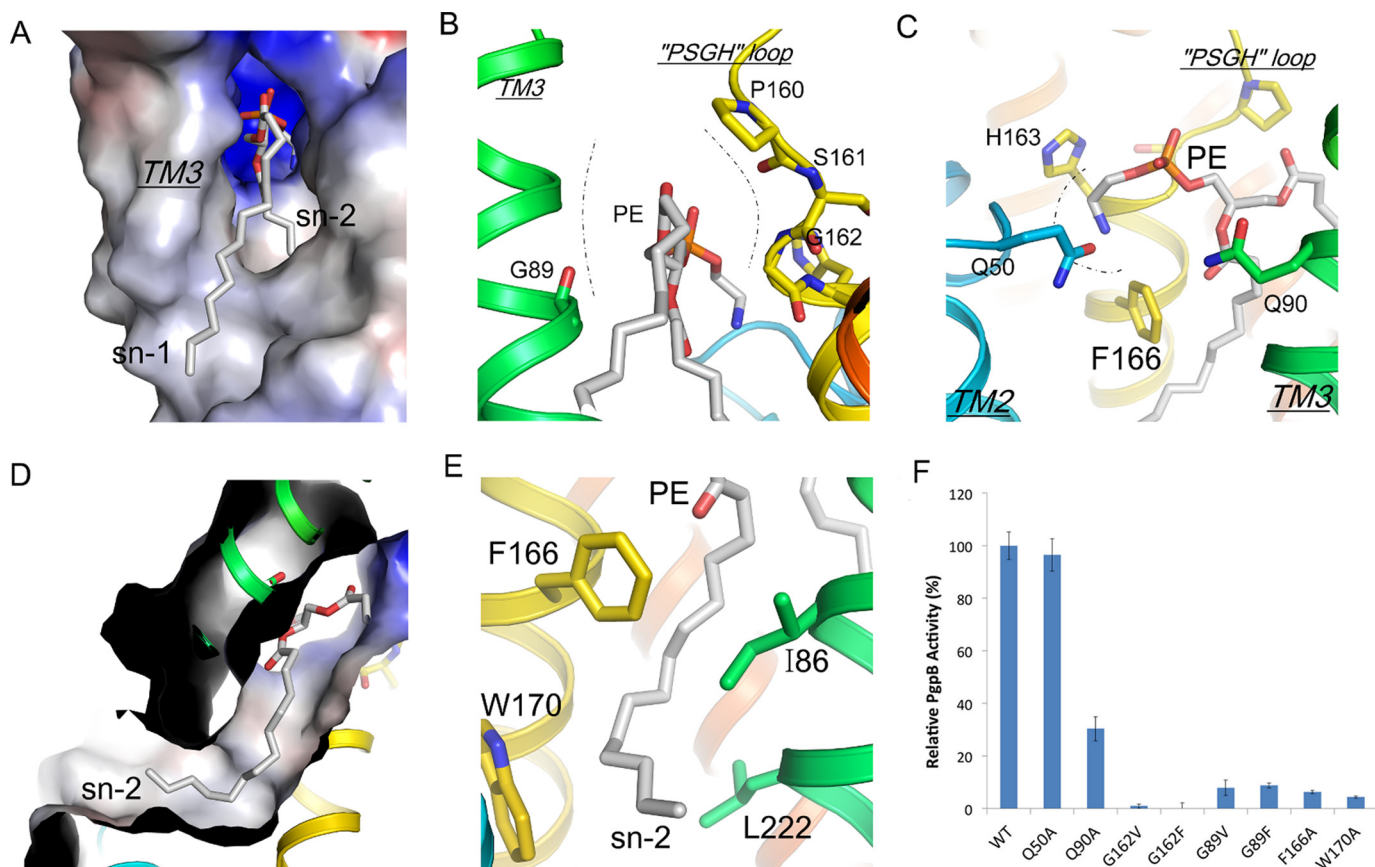 A
TM3
sn-2
sn-1
B
"PSGH" loop
TM3
P160
S161
PE
G162
G89
C
"PSGH" loop
H163
PE
Q50
Q90
F166
TM2
TM3
D
sn-2
E
PE
F166
I86
W170
L222
sn-2
F
Relative PgpB Activity (%)
120
100
80
60
40
20
0
WT
Q50A
Q90A
G162V
G162F
G89V
G89F
F166A
W170A